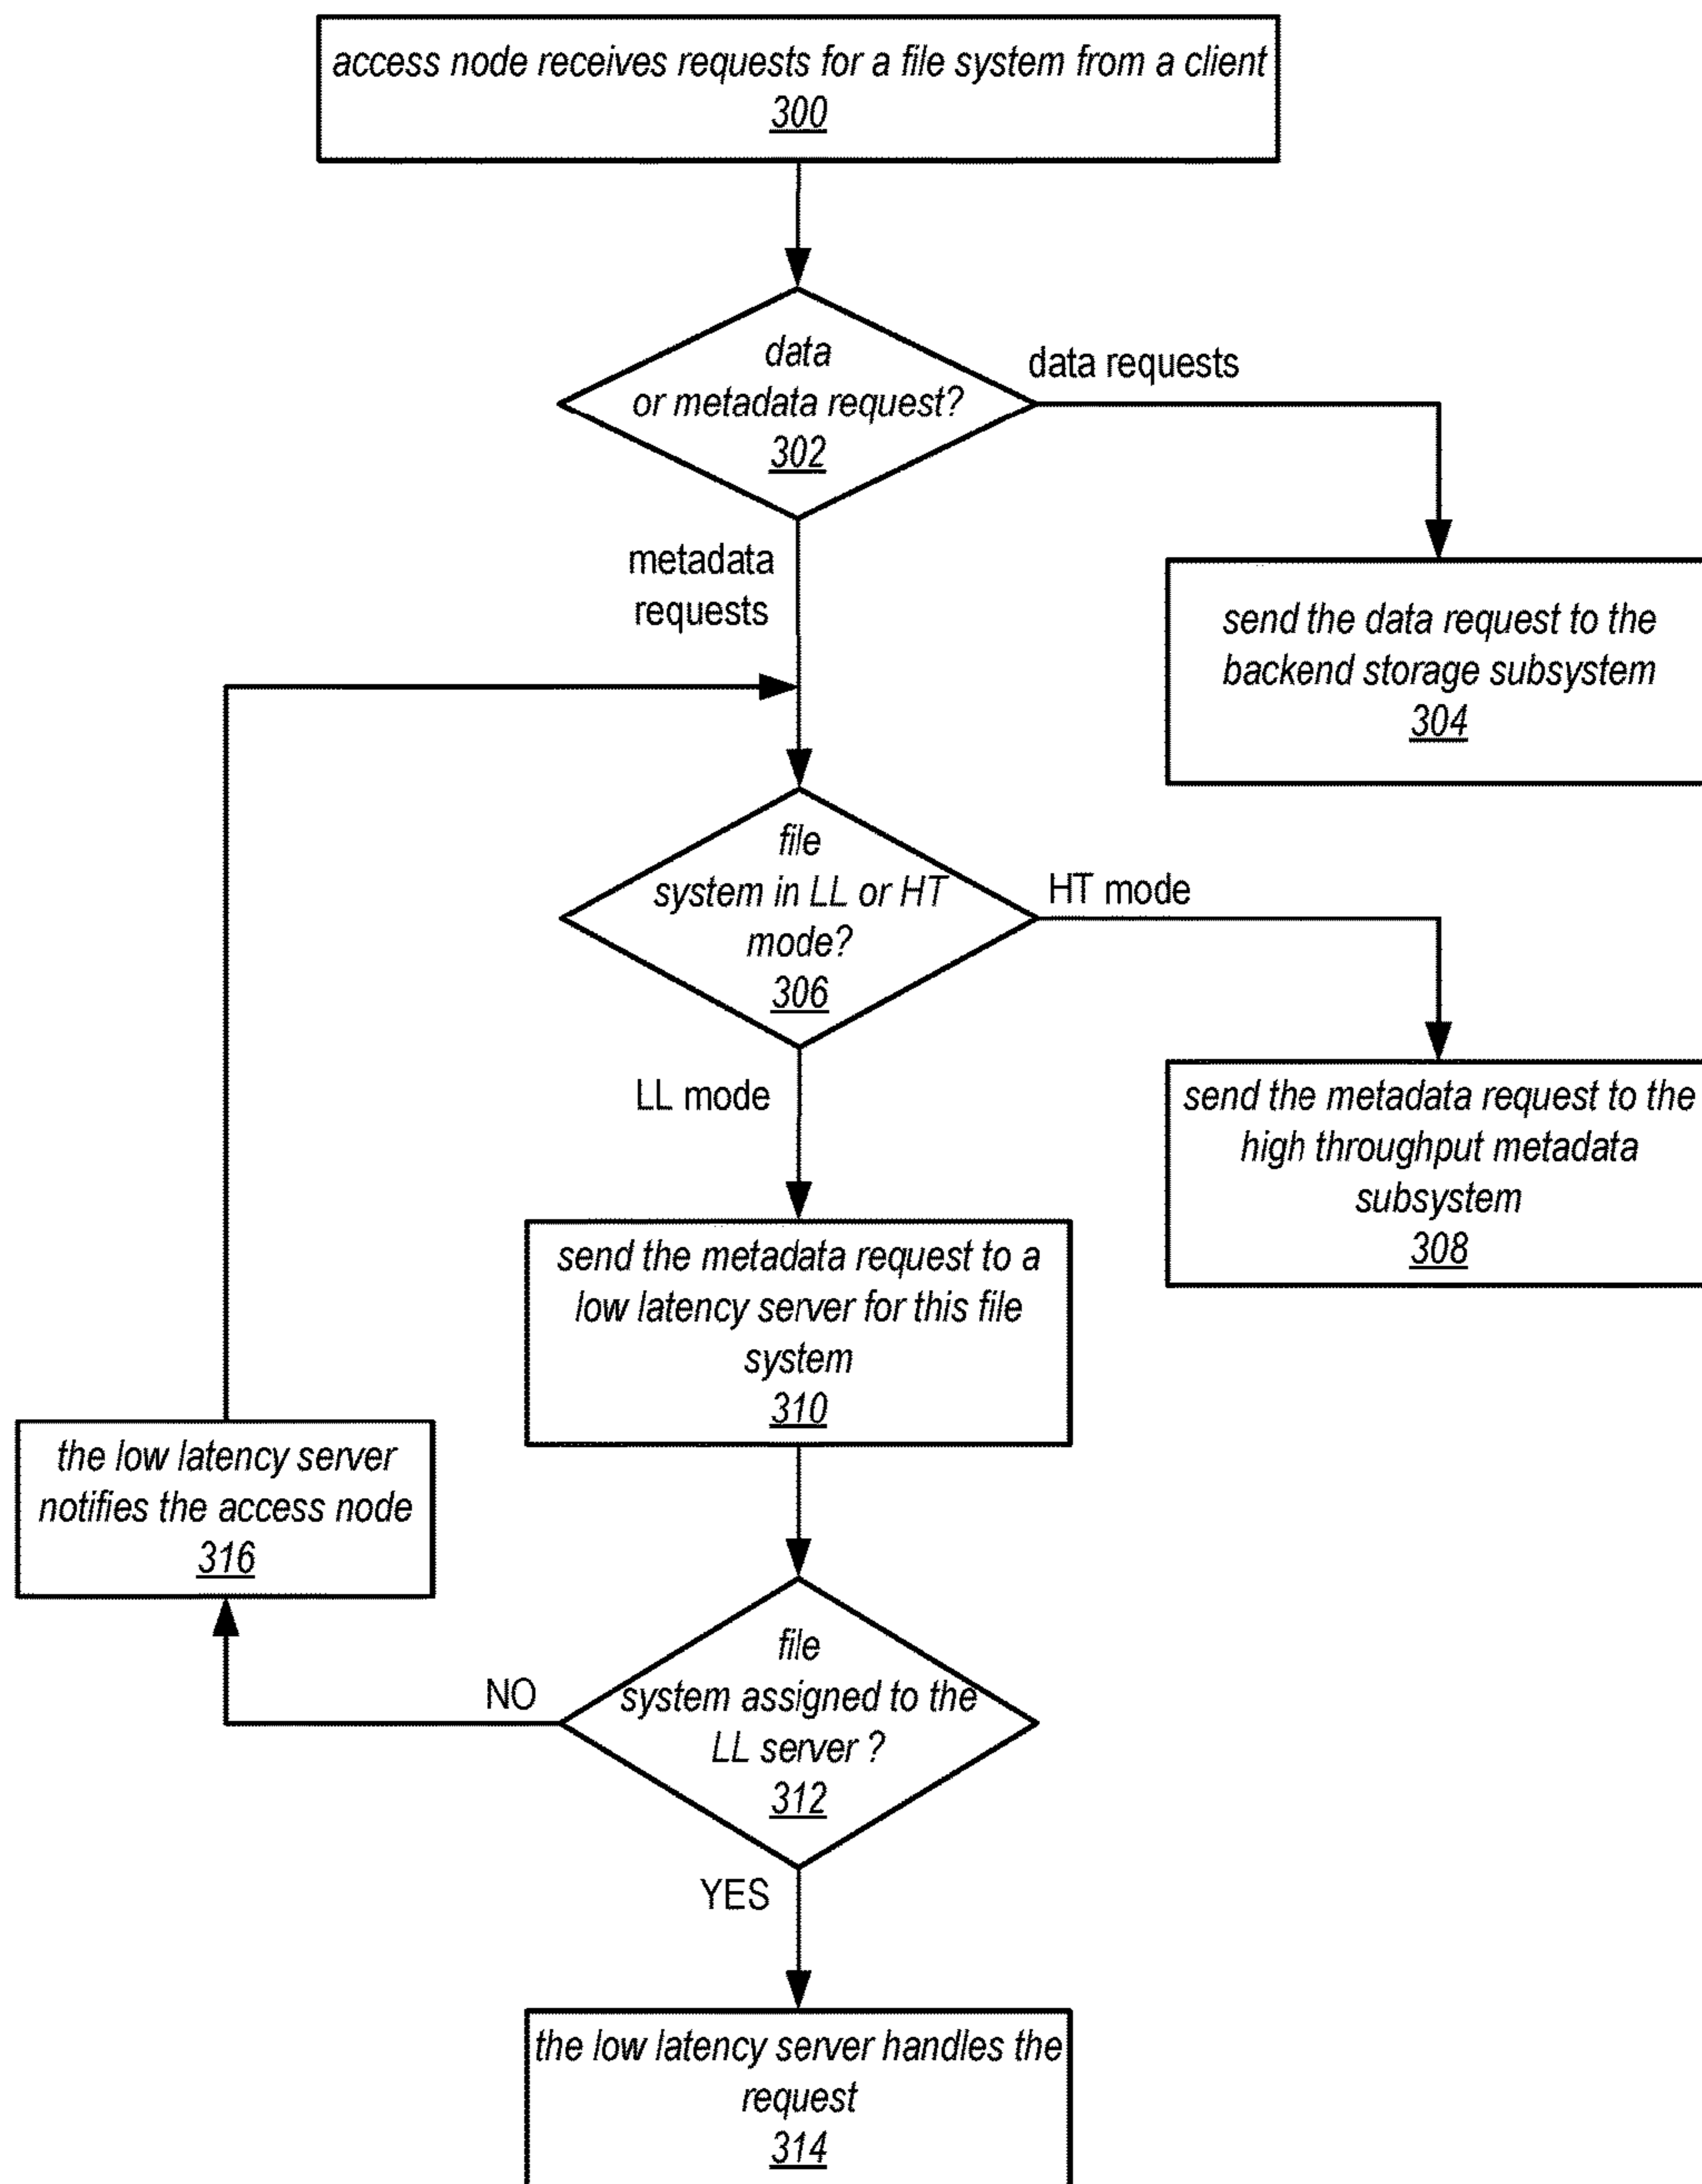 access node receives requests for a file system from a client
300
data
or metadata request?
302
data requests
metadata
requests
send the data request to the
backend storage subsystem
304
file
system in LL or HT
mode?
306
HT mode
LL mode
send the metadata request to the
high throughput metadata
subsystem
308
send the metadata request to a
low latency server for this file
system
310
the low latency server
notifies the access node
316
file
system assigned to the
LL server ?
312
NO
YES
the low latency server handles the
request
314